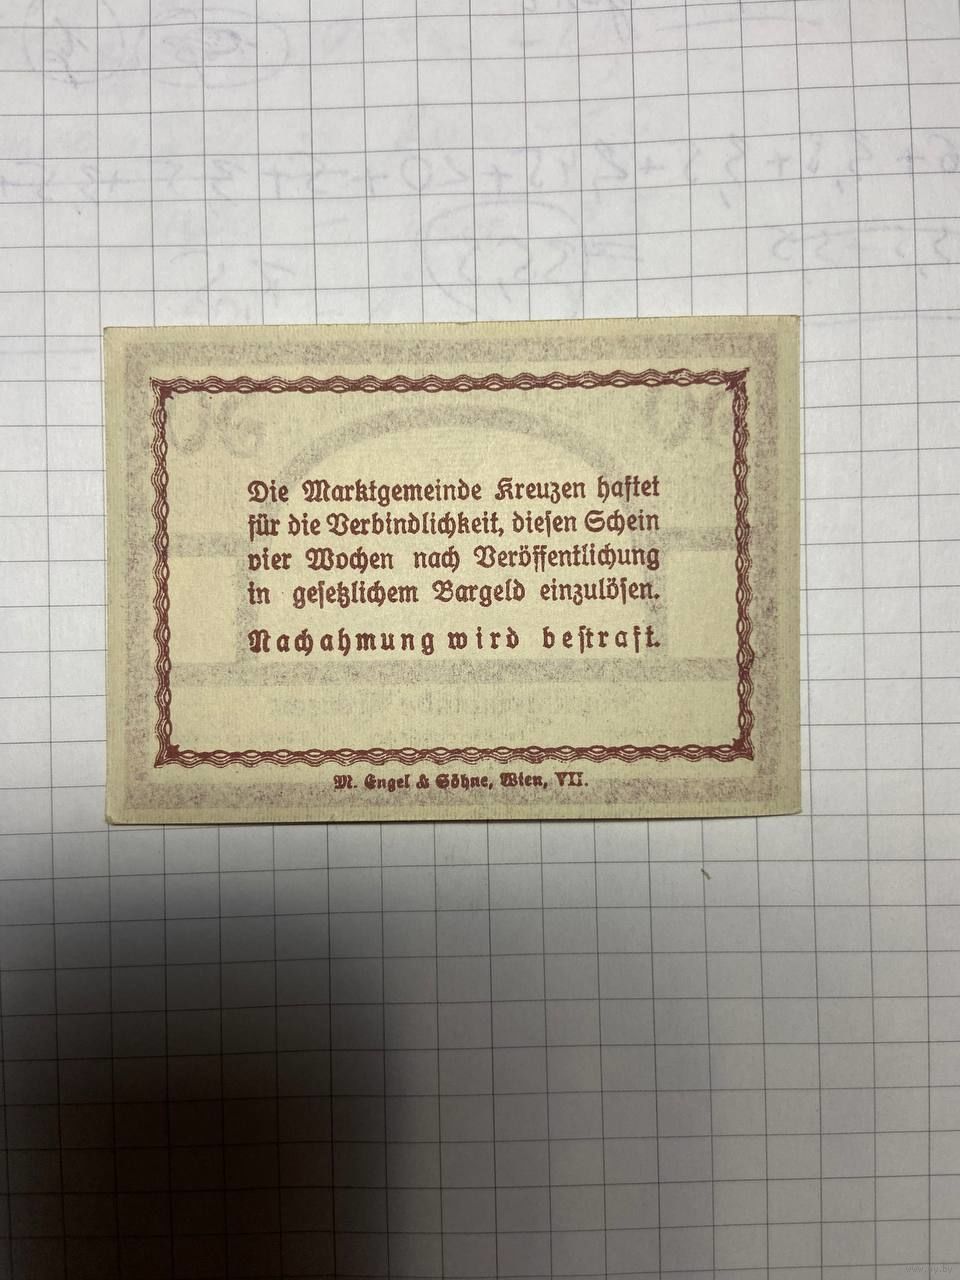 Die Marktgemeinde Kreuzen haftet
für die Verbindlichkeit, diesen Schein
vier Wochen nach Veröffentlichung
in gesetzlichem Bargeld einzulösen.
Nachahmung wird bestraft.
M. Engel & Söhne, Wien, VII.